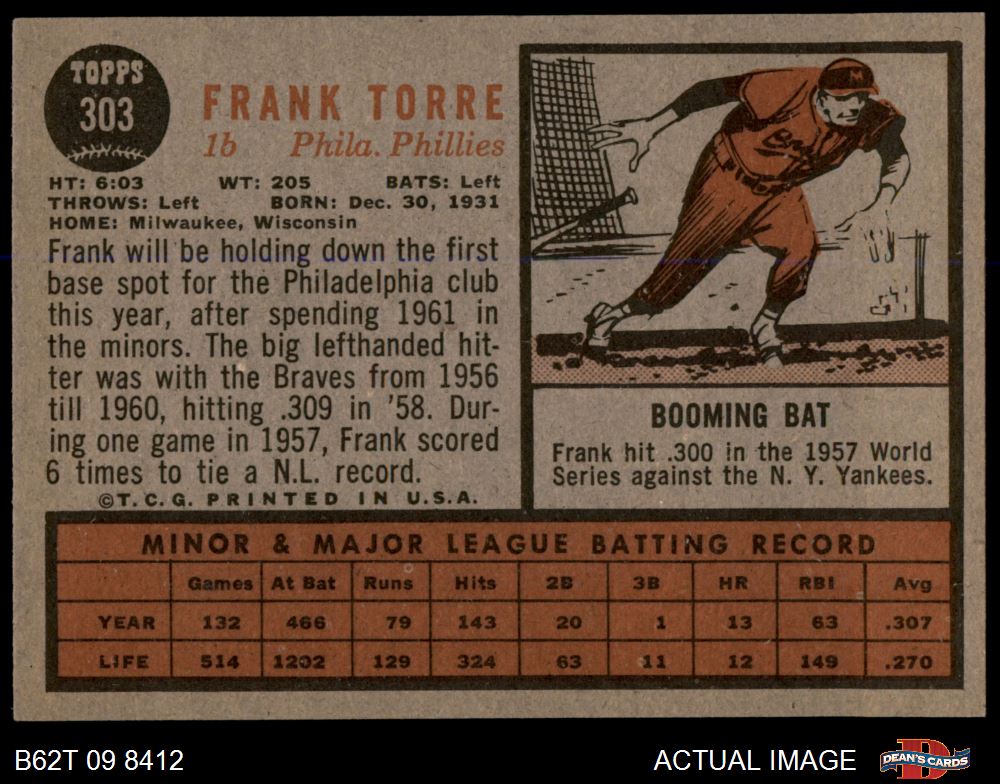 TOPPS
303
FRANK TORRE
1b Phila. Phillies
HT: 6:03 WT: 205 BATS: Left
THROWS: Left BORN: Dec. 30, 1931
HOME: Milwaukee, Wisconsin
Frank will be holding down the first
base spot for the Philadelphia club
this year, after spending 1961 in
the minors. The big lefthanded hit-
ter was with the Braves from 1956
till 1960, hitting .309 in '58. Dur-
ing one game in 1957, Frank scored
6 times to tie a N.L. record.
©T.C.G. PRINTED IN U.S.A.
M
BOOMING BAT
Frank hit .300 in the 1957 World
Series against the N. Y. Yankees.
MINOR & MAJOR LEAGUE BATTING RECORD
Games At Bat Runs Hits 2B 3B HR RBI Avg
YEAR 132 466 79 143 20 1 13 63 .307
LIFE 514 1202 129 324 63 11 12 149 .270
B62T 09 8412 ACTUAL IMAGE DEAN'S CARDS